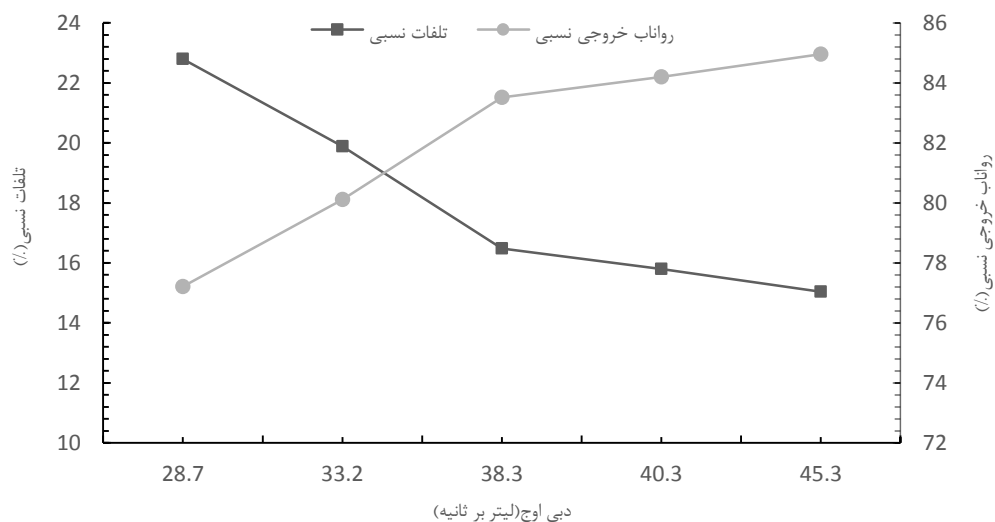 تلفات نسبی
رواناب خروجی نسبی
24
22
20
18
16
14
12
10
تلفات نسبی(٪)
86
84
82
80
78
76
74
72
رواناب خروجی نسبی(٪)
28.7 33.2 38.3 40.3 45.3
دبی اوج(لیتر بر ثانیه)